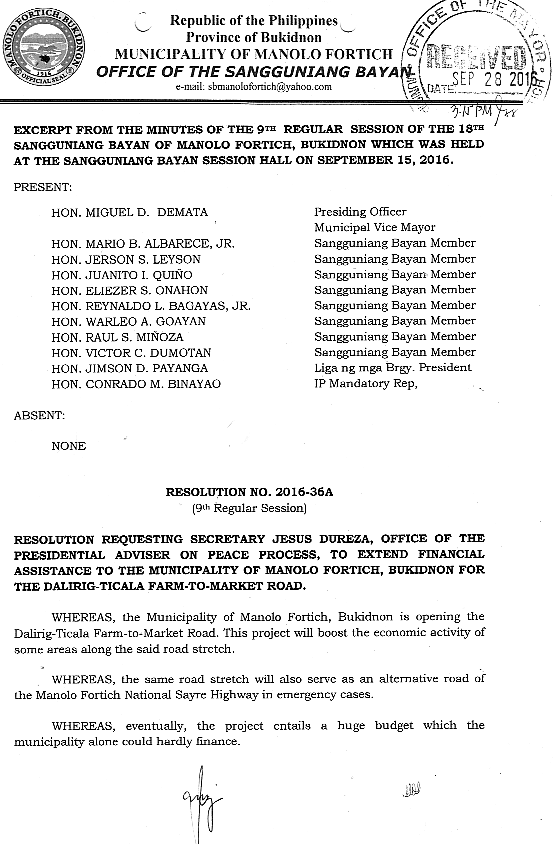 Republic of the Philippines
Province of Bukidnon
MUNICIPALITY OF MANOLO FORTICH
OFFICE OF THE SANGGUNIANG BAYAN
e-mail: sbmanolofortich@yahoo.com
MANOLO FORTICH, BUKIDNON
1916
OFFICIAL SEAL
OFFICE OF THE MAYOR
RECEIVED
SEP 28 2016
DATE
EXCERPT FROM THE MINUTES OF THE 9TH REGULAR SESSION OF THE 18TH
SANGGUNIANG BAYAN OF MANOLO FORTICH, BUKIDNON WHICH WAS HELD
AT THE SANGGUNIANG BAYAN SESSION HALL ON SEPTEMBER 15, 2016.
PRESENT:
HON. MIGUEL D. DEMATA Presiding Officer
Municipal Vice Mayor
HON. MARIO B. ALBARECE, JR. Sangguniang Bayan Member
HON. JERSON S. LEYSON Sangguniang Bayan Member
HON. JUANITO I. QUIÑO Sangguniang Bayan Member
HON. ELIEZER S. ONAHON Sangguniang Bayan Member
HON. REYNALDO L. BAGAYAS, JR. Sangguniang Bayan Member
HON. WARLEO A. GOAYAN Sangguniang Bayan Member
HON. RAUL S. MIÑOZA Sangguniang Bayan Member
HON. VICTOR C. DUMOTAN Sangguniang Bayan Member
HON. JIMSON D. PAYANGA Liga ng mga Brgy. President
HON. CONRADO M. BINAYAO IP Mandatory Rep,
ABSENT:
NONE
RESOLUTION NO. 2016-36A
(9th Regular Session)
RESOLUTION REQUESTING SECRETARY JESUS DUREZA, OFFICE OF THE
PRESIDENTIAL ADVISER ON PEACE PROCESS, TO EXTEND FINANCIAL
ASSISTANCE TO THE MUNICIPALITY OF MANOLO FORTICH, BUKIDNON FOR
THE DALIRIG-TICALA FARM-TO-MARKET ROAD.
WHEREAS, the Municipality of Manolo Fortich, Bukidnon is opening the
Dalirig-Ticala Farm-to-Market Road. This project will boost the economic activity of
some areas along the said road stretch.
WHEREAS, the same road stretch will also serve as an alternative road of
the Manolo Fortich National Sayre Highway in emergency cases.
WHEREAS, eventually, the project entails a huge budget which the
municipality alone could hardly finance.